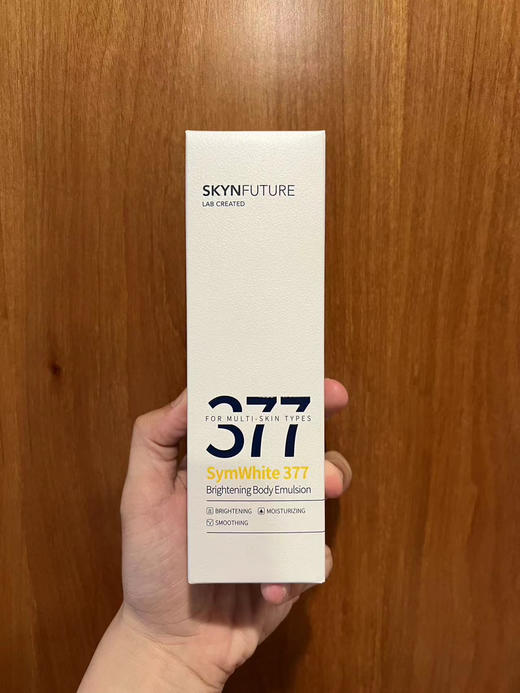 SKYNFUTURE
LAB CREATED
377
FOR MULTI-SKIN TYPES
SymWhite 377
Brightening Body Emulsion
BRIGHTENING MOISTURIZING
SMOOTHING